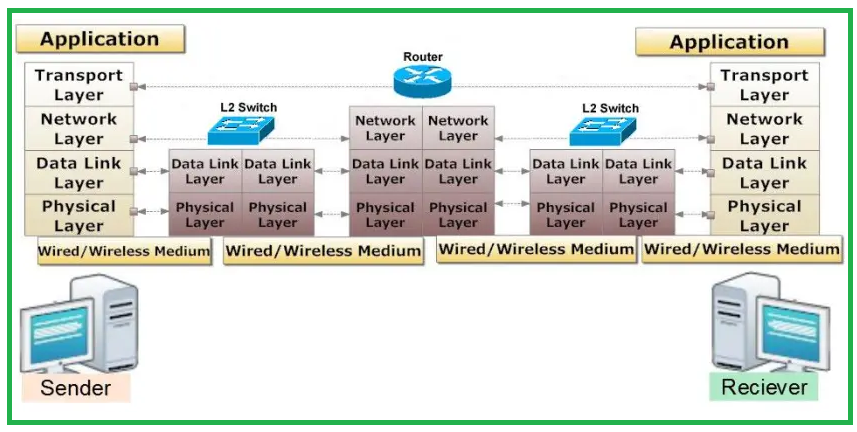 Application
Application
Router
Transport
Layer
Transport
Layer
L2 Switch
L2 Switch
Network
Layer
Network
Layer
Network
Layer
Network
Layer
Data Link
Layer
Data Link
Layer
Data Link
Layer
Data Link
Layer
Data Link
Layer
Data Link
Layer
Data Link
Layer
Data Link
Layer
Physical
Layer
Physical
Layer
Physical
Layer
Physical
Layer
Physical
Layer
Physical
Layer
Physical
Layer
Physical
Layer
Wired/Wireless Medium
Wired/Wireless Medium
Wired/Wireless Medium
Wired/Wireless Medium
Sender
Reciever